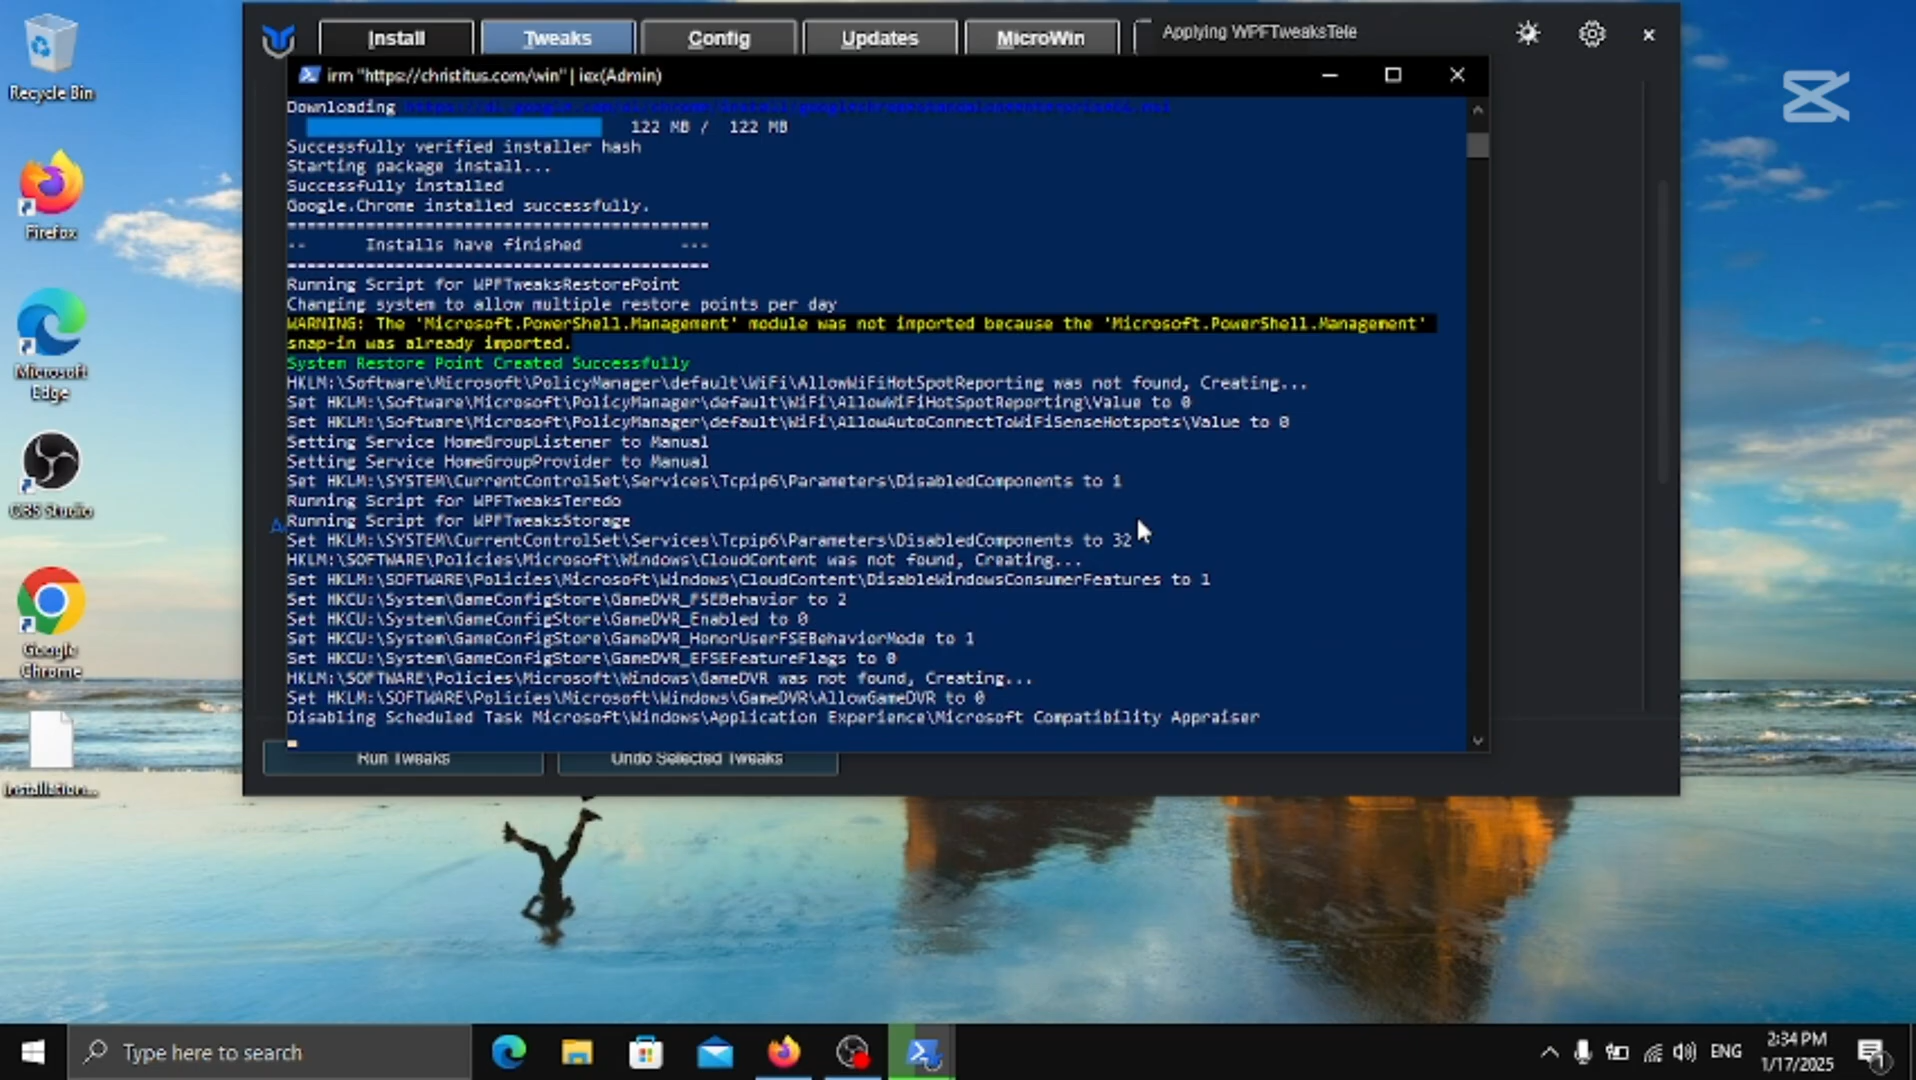 Recycle Bin
Firefox
Microsoft
Edge
OBS Studio
Google
Chrome
installation...
Install
Tweaks
Config
Updates
MicroWin
Applying WPFTweaksTele
irm "https://christitus.com/win" | iex(Admin)
Downloading https://dl.google.com/dl/chrome/install/googlechromestandaloneenterprise64.msi
122 MB / 122 MB
Successfully verified installer hash
Starting package install...
Successfully installed
Google.Chrome installed successfully.
-------------------------------------------
-- Installs have finished ---
-------------------------------------------
Running Script for WPFTweaksRestorePoint
Changing system to allow multiple restore points per day
WARNING: The 'Microsoft.PowerShell.Management' module was not imported because the 'Microsoft.PowerShell.Management'
snap-in was already imported.
System Restore Point Created Successfully
HKLM:\Software\Microsoft\PolicyManager\default\WiFi\AllowWiFiHotSpotReporting was not found, Creating...
Set HKLM:\Software\Microsoft\PolicyManager\default\WiFi\AllowWiFiHotSpotReporting\Value to 0
Set HKLM:\Software\Microsoft\PolicyManager\default\WiFi\AllowAutoConnectToWiFiSenseHotspots\Value to 0
Setting Service HomeGroupListener to Manual
Setting Service HomeGroupProvider to Manual
Set HKLM:\SYSTEM\CurrentControlSet\Services\Tcpip6\Parameters\DisabledComponents to 1
Running Script for WPFTweaksTeredo
Running Script for WPFTweaksStorage
Set HKLM:\SYSTEM\CurrentControlSet\Services\Tcpip6\Parameters\DisabledComponents to 32
HKLM:\SOFTWARE\Policies\Microsoft\Windows\CloudContent was not found, Creating...
Set HKLM:\SOFTWARE\Policies\Microsoft\Windows\CloudContent\DisableWindowsConsumerFeatures to 1
Set HKCU:\System\GameConfigStore\GameDVR_FSEBehavior to 2
Set HKCU:\System\GameConfigStore\GameDVR_Enabled to 0
Set HKCU:\System\GameConfigStore\GameDVR_HonorUserFSEBehaviorMode to 1
Set HKCU:\System\GameConfigStore\GameDVR_EFSEFeatureFlags to 0
HKLM:\SOFTWARE\Policies\Microsoft\Windows\GameDVR was not found, Creating...
Set HKLM:\SOFTWARE\Policies\Microsoft\Windows\GameDVR\AllowGameDVR to 0
Disabling Scheduled Task Microsoft\Windows\Application Experience\Microsoft Compatibility Appraiser
Run Tweaks
Undo Selected Tweaks
Type here to search
ENG
2:34 PM
1/17/2025
1